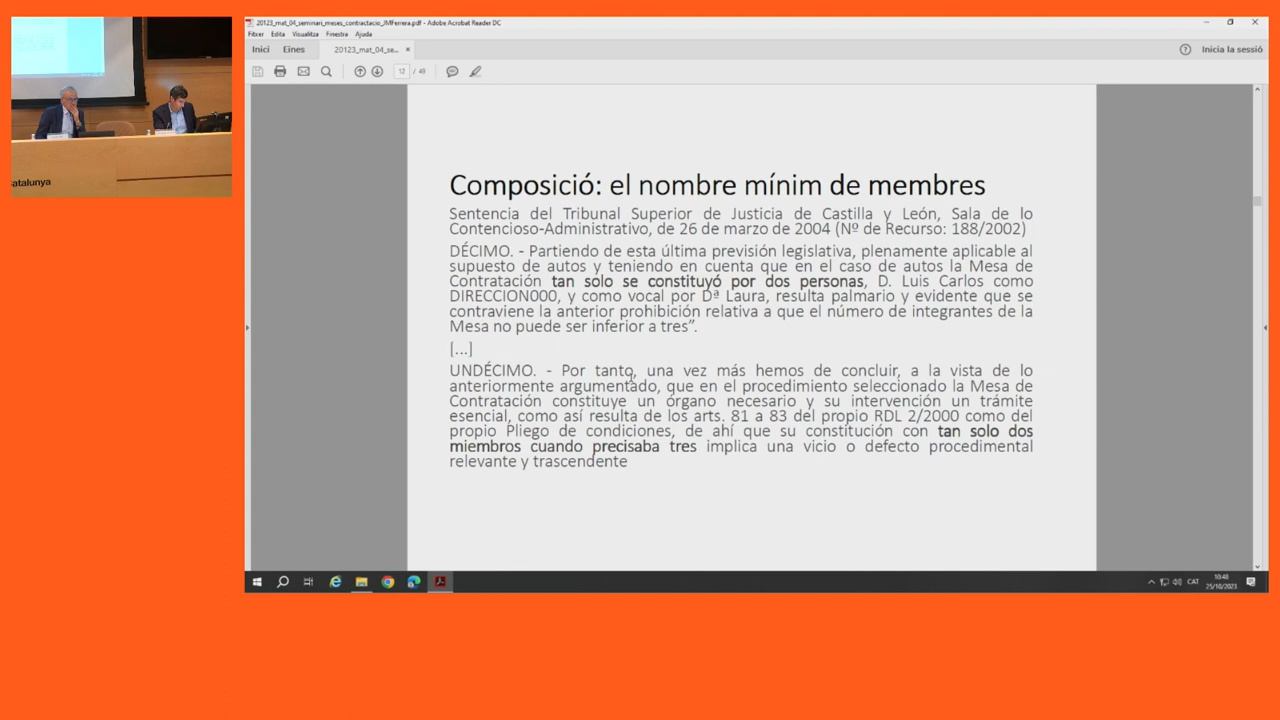 20123_mat_04_seminari_meses_contractacio_JMFerrera.pdf - Adobe Acrobat Reader DC
Fitxer Edita Visualitza Finestra Ajuda
Inici Eines 20123_mat_04_se... × Inicia la sessió
12 / 48
Composició: el nombre mínim de membres
Sentencia del Tribunal Superior de Justicia de Castilla y León, Sala de lo
Contencioso-Administrativo, de 26 de marzo de 2004 (Nº de Recurso: 188/2002)
DÉCIMO. - Partiendo de esta última previsión legislativa, plenamente aplicable al
supuesto de autos y teniendo en cuenta que en el caso de autos la Mesa de
Contratación tan solo se constituyó por dos personas, D. Luis Carlos como
DIRECCION000, y como vocal por Dª Laura, resulta palmario y evidente que se
contraviene la anterior prohibición relativa a que el número de integrantes de la
Mesa no puede ser inferior a tres”.
[...]
UNDÉCIMO. - Por tanto, una vez más hemos de concluir, a la vista de lo
anteriormente argumentado, que en el procedimiento seleccionado la Mesa de
Contratación constituye un órgano necesario y su intervención un trámite
esencial, como así resulta de los arts. 81 a 83 del propio RDL 2/2000 como del
propio Pliego de condiciones, de ahí que su constitución con tan solo dos
miembros cuando precisaba tres implica una vicio o defecto procedimental
relevante y trascendente
atalunya
CAT
10:48
25/10/2023